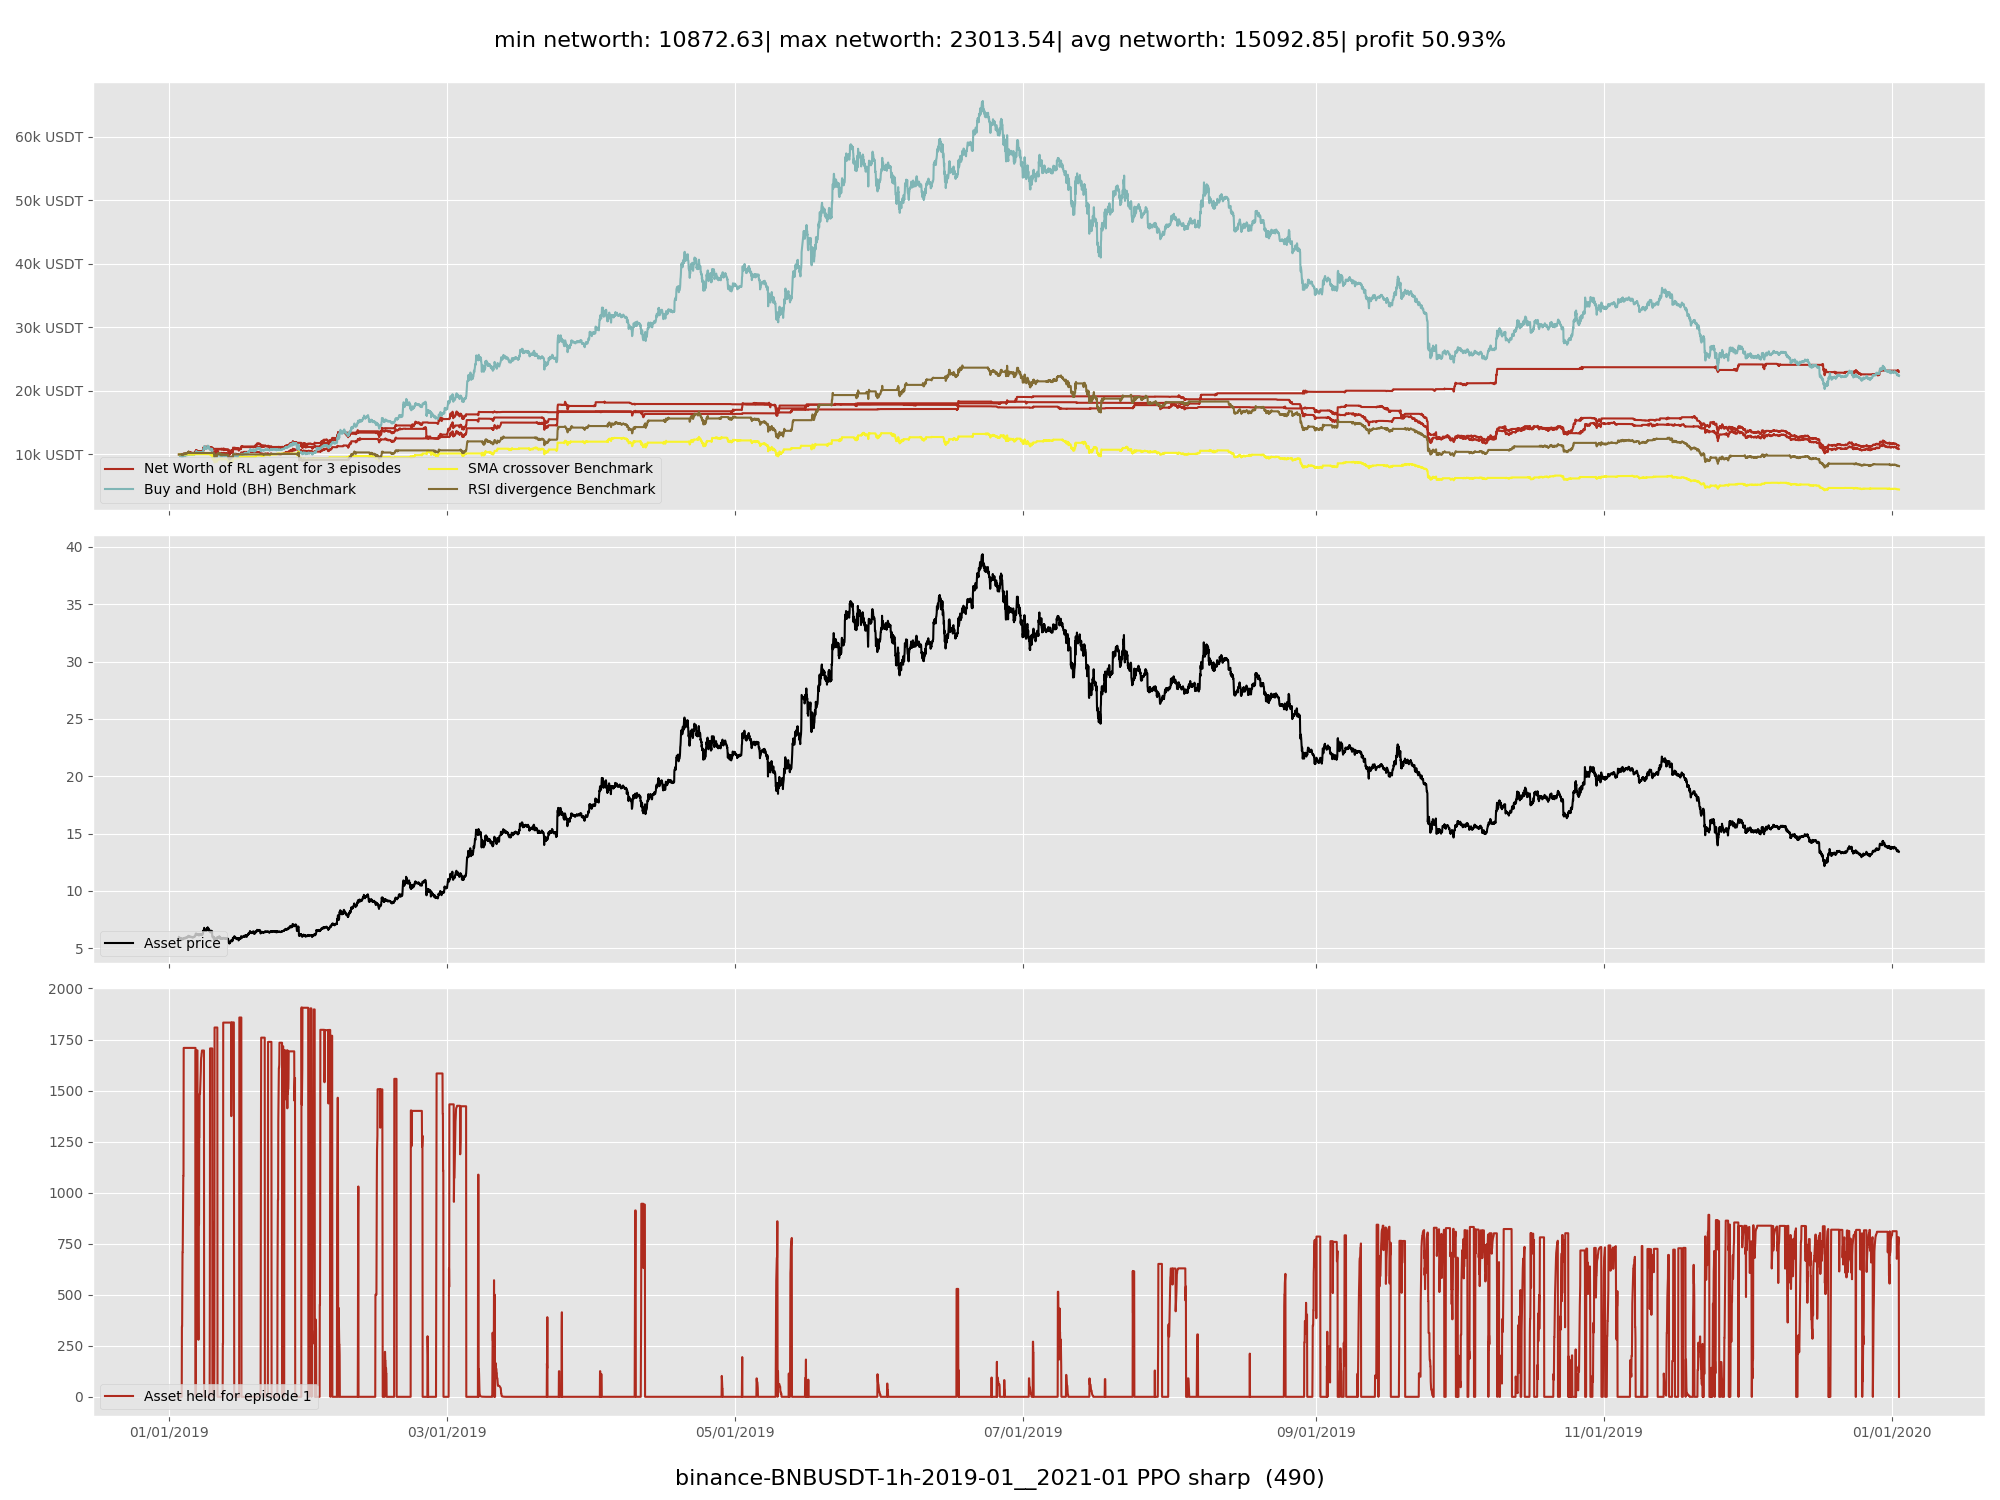 min networth: 10872.63| max networth: 23013.54| avg networth: 15092.85| profit 50.93%
60k USDT
50k USDT
40k USDT
30k USDT
20k USDT
10k USDT
Net Worth of RL agent for 3 episodes
Buy and Hold (BH) Benchmark
SMA crossover Benchmark
RSI divergence Benchmark
40
35
30
25
20
15
10
5
Asset price
2000
1750
1500
1250
1000
750
500
250
0
Asset held for episode 1
01/01/2019 03/01/2019 05/01/2019 07/01/2019 09/01/2019 11/01/2019 01/01/2020
binance-BNBUSDT-1h-2019-01__2021-01 PPO sharp (490)